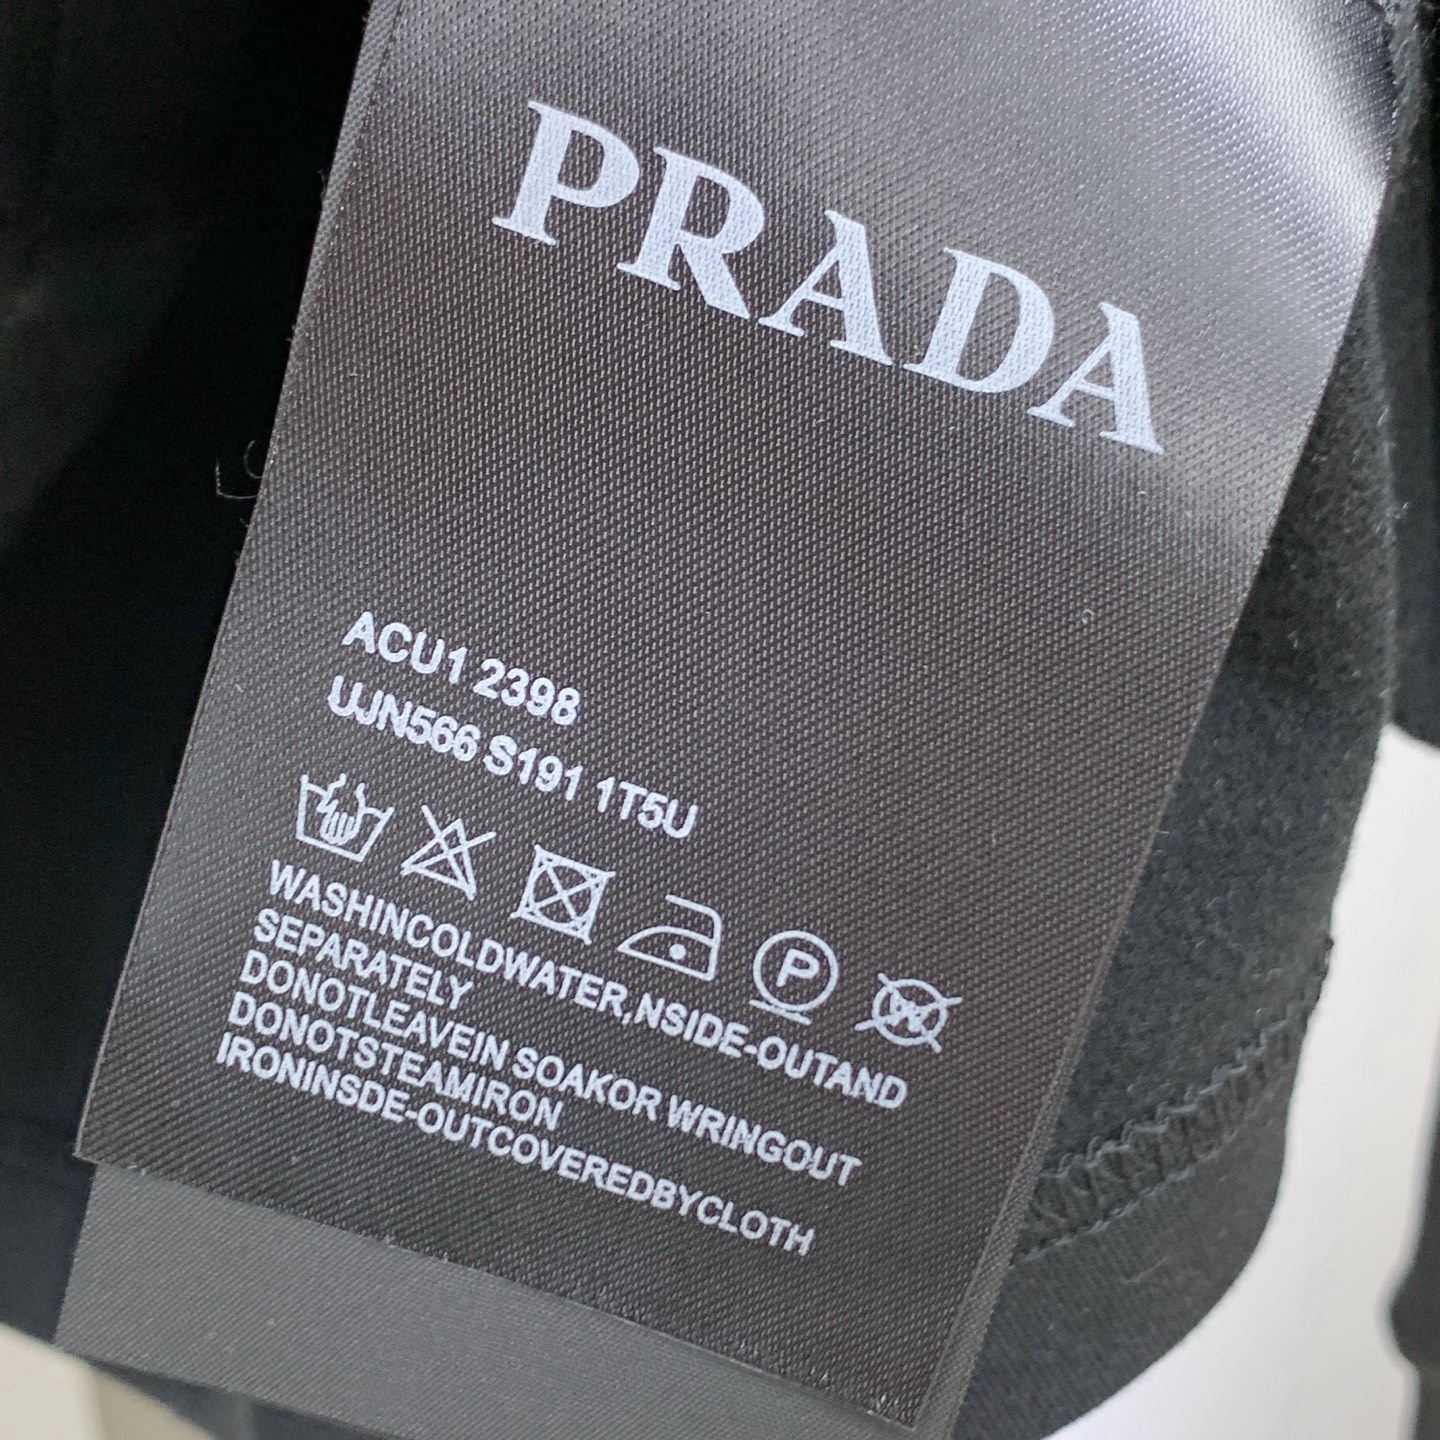 PRADA
ACU1 2398
UJN566 S191 1T5U
P
W
WASHINCOLDWATER,NSIDE-OUTAND
SEPARATELY
DONOTLEAVEIN SOAKOR WRINGOUT
DONOTSTEAMIRON
IRONINSDE-OUTCOVEREDBYCLOTH